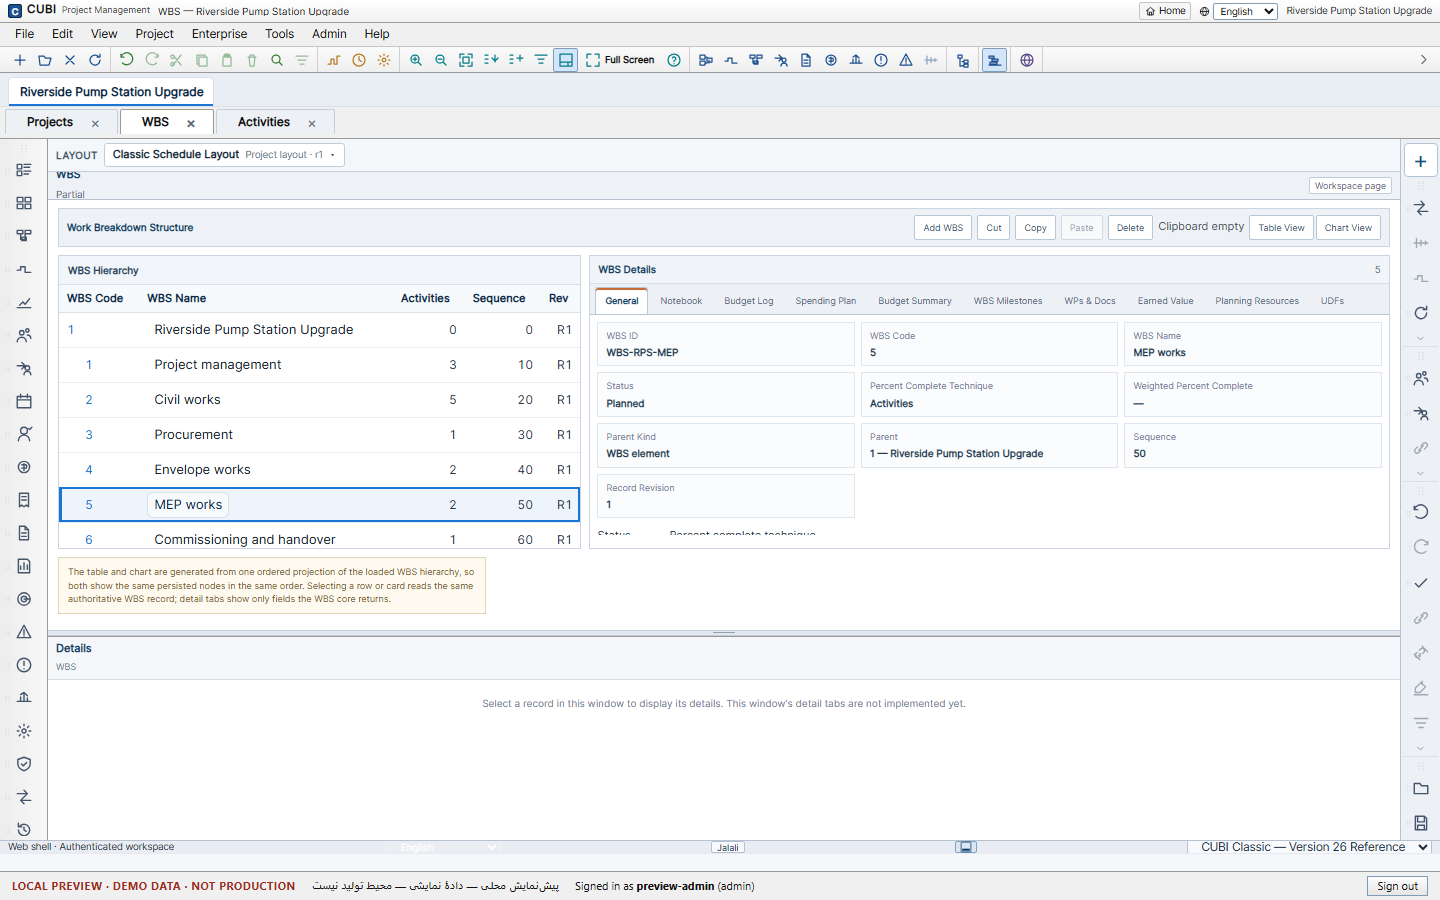 CUBI Project Management WBS — Riverside Pump Station Upgrade Home English Riverside Pump Station Upgrade
File Edit View Project Enterprise Tools Admin Help
Full Screen
Riverside Pump Station Upgrade
Projects WBS Activities
LAYOUT Classic Schedule Layout Project layout · r1
WBS
Partial Workspace page
Work Breakdown Structure Add WBS Cut Copy Paste Delete Clipboard empty Table View Chart View
WBS Hierarchy
WBS Code WBS Name Activities Sequence Rev
1 Riverside Pump Station Upgrade 0 0 R1
1 Project management 3 10 R1
2 Civil works 5 20 R1
3 Procurement 1 30 R1
4 Envelope works 2 40 R1
5 MEP works 2 50 R1
6 Commissioning and handover 1 60 R1
WBS Details 5
General Notebook Budget Log Spending Plan Budget Summary WBS Milestones WPs & Docs Earned Value Planning Resources UDFs
WBS ID WBS Code WBS Name
WBS-RPS-MEP 5 MEP works
Status Percent Complete Technique Weighted Percent Complete
Planned Activities —
Parent Kind Parent Sequence
WBS element 1 — Riverside Pump Station Upgrade 50
Record Revision
1
Status Percent complete technique
The table and chart are generated from one ordered projection of the loaded WBS hierarchy, so
both show the same persisted nodes in the same order. Selecting a row or card reads the same
authoritative WBS record; detail tabs show only fields the WBS core returns.
Details
WBS
Select a record in this window to display its details. This window's detail tabs are not implemented yet.
Web shell · Authenticated workspace English Jalali CUBI Classic — Version 26 Reference
LOCAL PREVIEW · DEMO DATA · NOT PRODUCTION پیش‌نمایش محلی — دادهٔ نمایشی — محیط تولید نیست Signed in as preview-admin (admin) Sign out